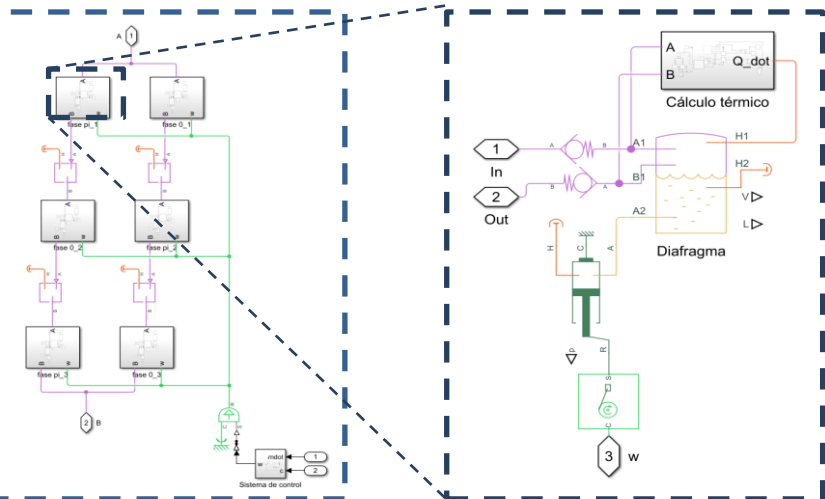 A 1
A A
B w B w
fase pi_1 fase 0_1
H A H A
B B
A A
B w B w
fase 0_2 fase pi_2
H A H A
B B
A A
B w B w
fase pi_3 fase 0_3
2 B
R
C S
mdot 1
w
c 2
Sistema de control
A
B
Q_dot
Cálculo térmico
1 A B A1 H1
In
H2
2 B A B1
Out
V
A2
L
H C A
Diafragma
p R
S
C
3 w